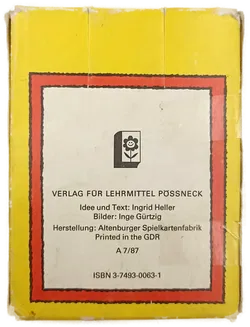 VERLAG FÜR LEHRMITTEL PÖSSNECK
Idee und Text: Ingrid Heller
Bilder: Inge Gürtzig
Herstellung: Altenburger Spielkartenfabrik
Printed in the GDR
A 7/87
ISBN 3-7493-0063-1